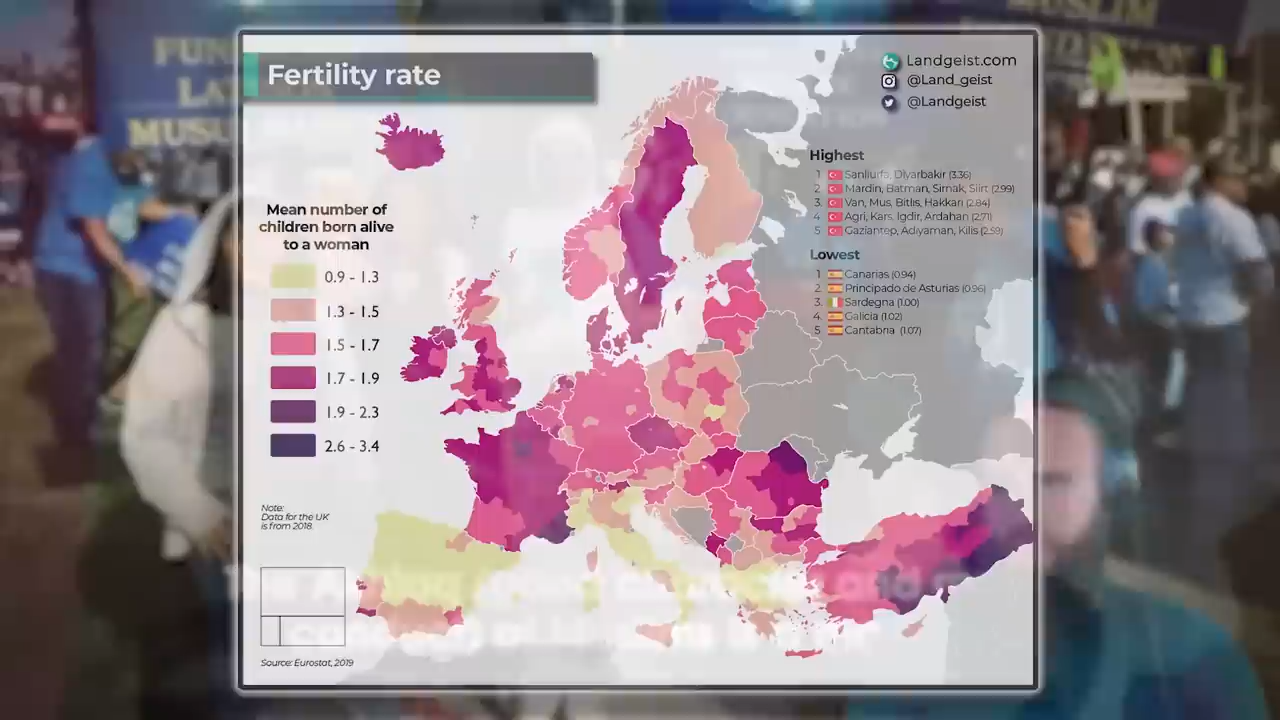 MUSLIM
FUN
LA
MUSL
Fertility rate
Landgeist.com
@Land_geist
@Landgeist
Highest
1 Sanliurfa, Diyarbakir (3.36)
2. Mardin, Batman, Sirnak, Siirt (2.99)
3. Van, Mus, Bitlis, Hakkari (2.84)
4 Agri, Kars, Igdir, Ardahan (2.71)
5 Gaziantep, Adiyaman, Kilis (2.59)
Lowest
1 Canarias (0.94)
2 Principado de Asturias (0.96)
3. Sardegna (1.00)
4. Galicia (1.02)
5 Cantabria (1.07)
Mean number of
children born alive
to a woman
0.9 - 1.3
1.3 - 1.5
1.5 - 1.7
1.7 - 1.9
1.9 - 2.3
2.6 - 3.4
Note:
Data for the UK
is from 2018.
Source: Eurostat, 2019